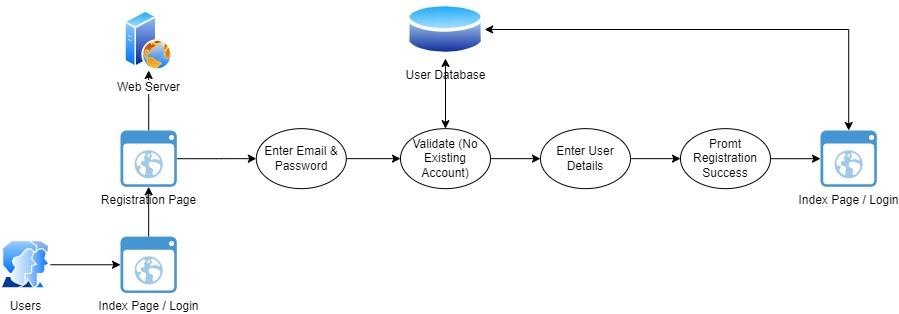 Web Server
User Database
Enter Email &
Password
Validate (No
Existing
Account)
Enter User
Details
Promt
Registration
Success
Registration Page
Index Page / Login
Users
Index Page / Login